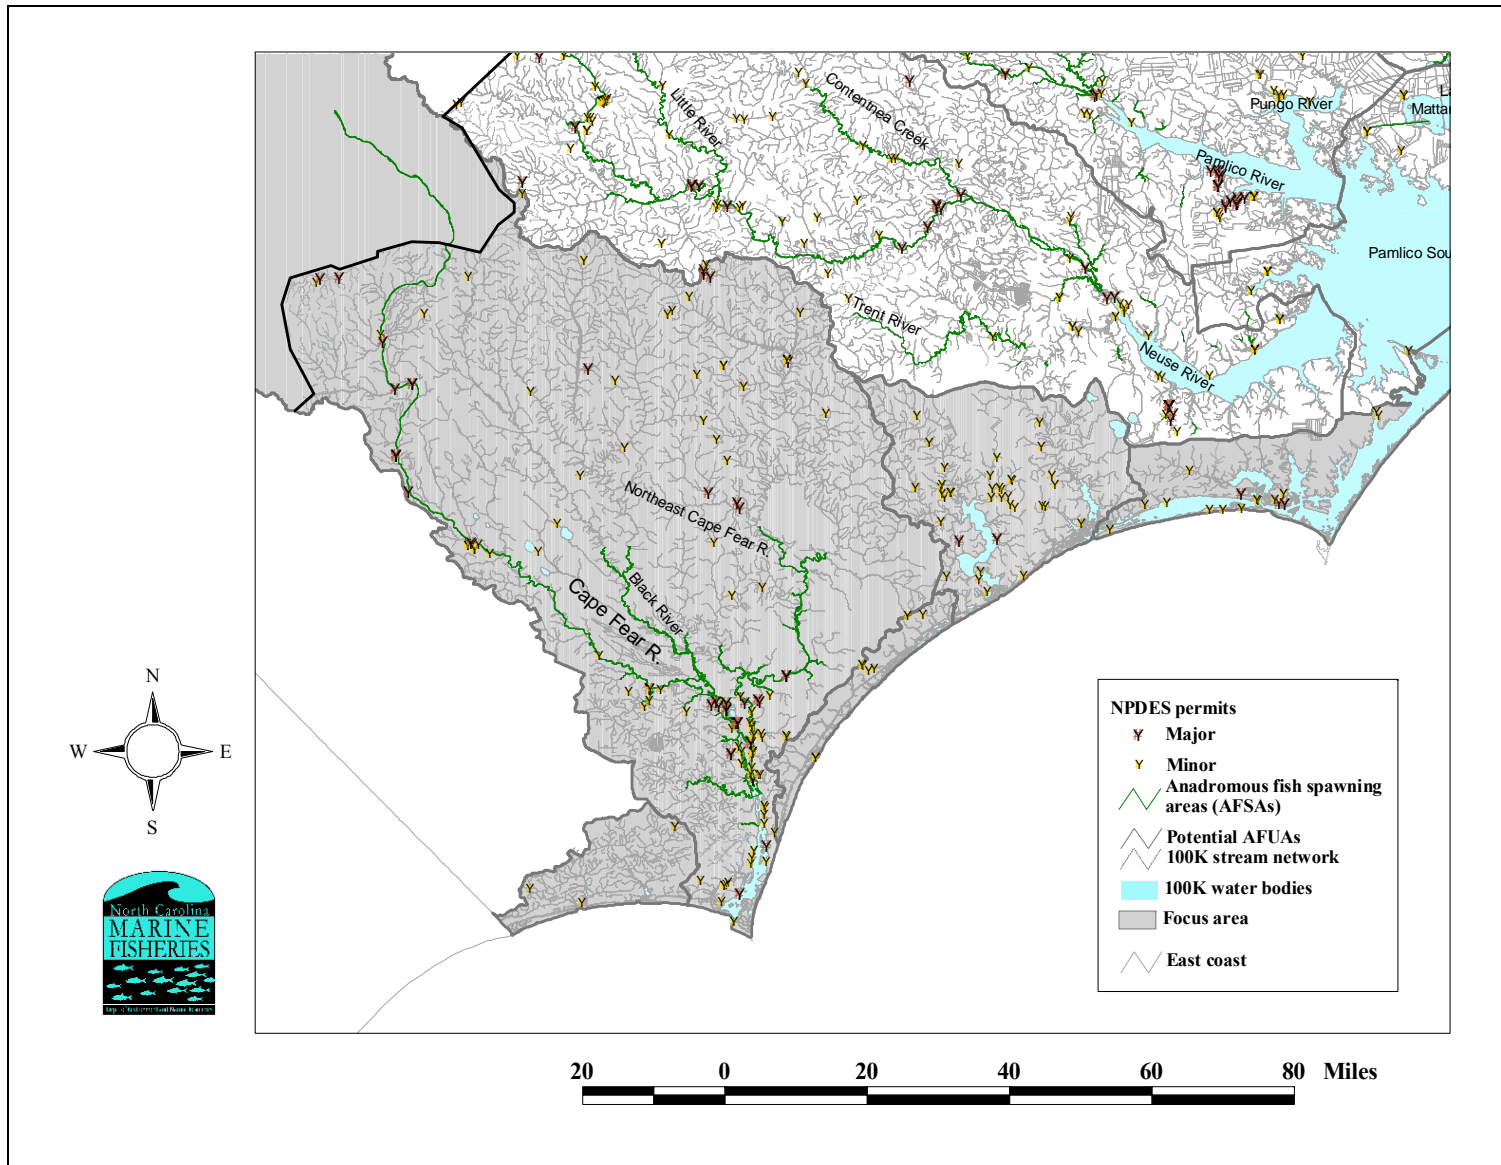 Little River
Contentnea Creek
Pungo River
La
Mattar
Pamlico River
Pamlico Sou
Trent River
Neuse River
Northeast Cape Fear R.
Black River
Cape Fear R.
N
W
E
S
North Carolina
MARINE
FISHERIES
NPDES permits
Major
Minor
Anadromous fish spawning
areas (AFSAs)
Potential AFUAs
100K stream network
100K water bodies
Focus area
East coast
20 0 20 40 60 80 Miles